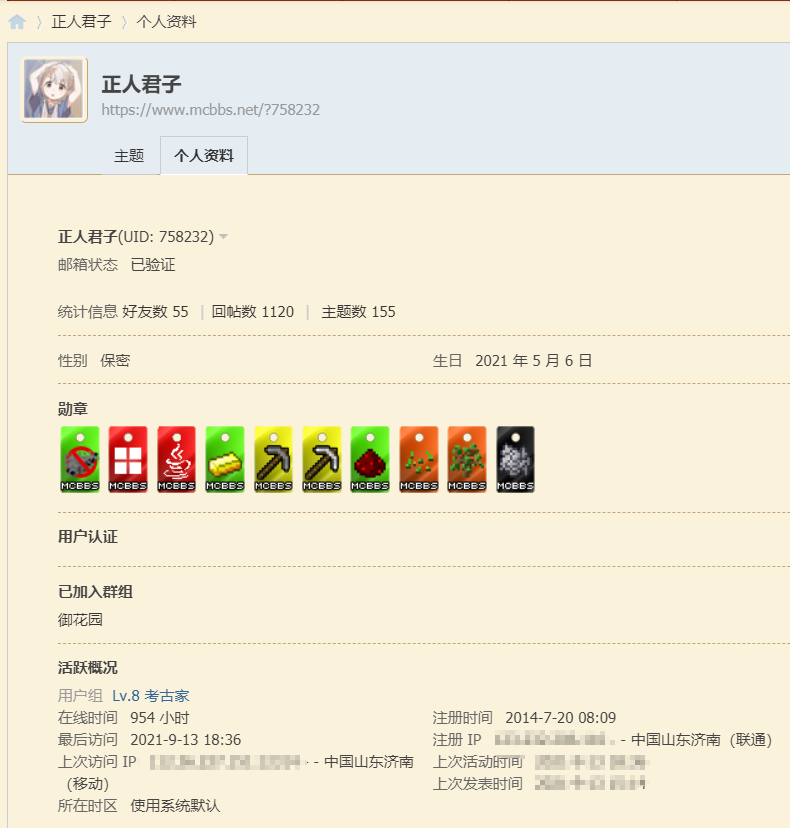 正人君子 〉 个人资料
正人君子
https://www.mcbbs.net/?758232
主题 个人资料
正人君子(UID: 758232)
邮箱状态 已验证
统计信息 好友数 55 | 回帖数 1120 | 主题数 155
性别 保密 生日 2021 年 5 月 6 日
勋章
MCBBS MCBBS MCBBS MCBBS MCBBS MCBBS MCBBS MCBBS MCBBS MCBBS
用户认证
已加入群组
御花园
活跃概况
用户组 Lv.8 考古家
在线时间 954 小时 注册时间 2014-7-20 08:09
最后访问 2021-9-13 18:36 注册 IP - 中国山东济南（联通）
上次访问 IP - 中国山东济南 上次活动时间
（移动） 上次发表时间
所在时区 使用系统默认